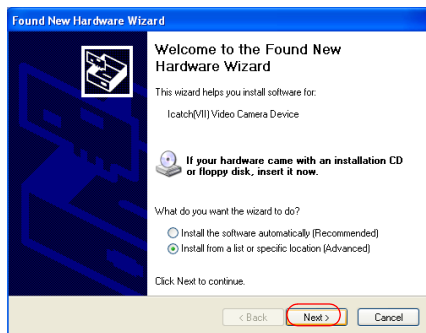 Found New Hardware Wizard
Welcome to the Found New
Hardware Wizard
This wizard helps you install software for:
Icatch(VII) Video Camera Device
If your hardware came with an installation CD
or floppy disk, insert it now.
What do you want the wizard to do?
Install the software automatically (Recommended)
Install from a list or specific location (Advanced)
Click Next to continue.
< Back Next > Cancel